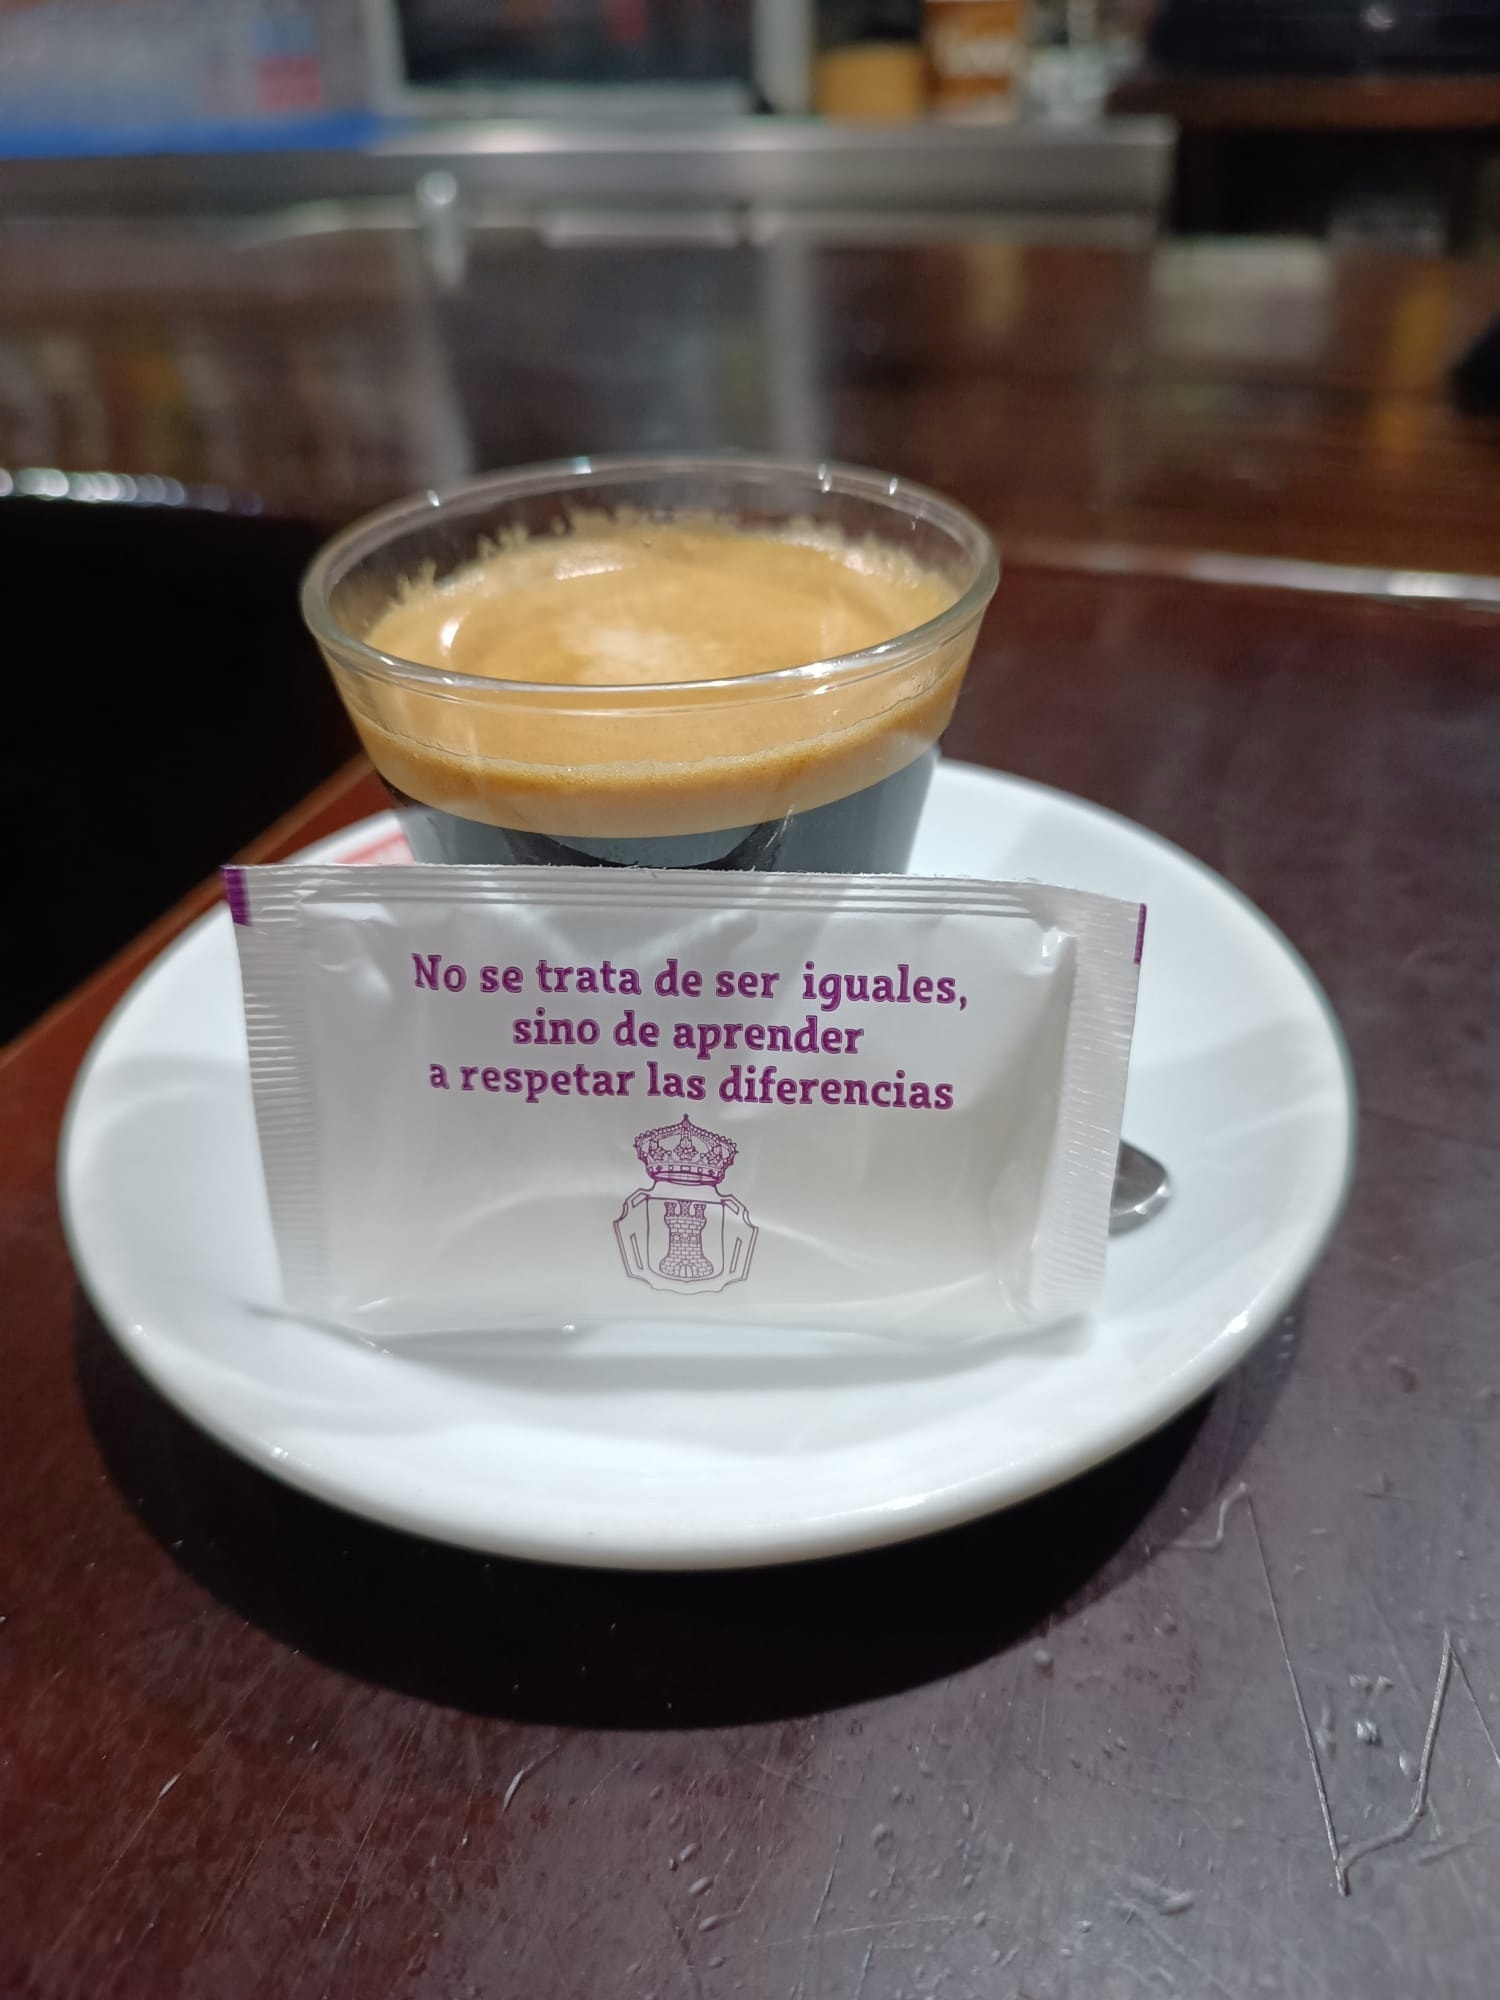 No se trata de ser iguales,
sino de aprender
a respetar las diferencias